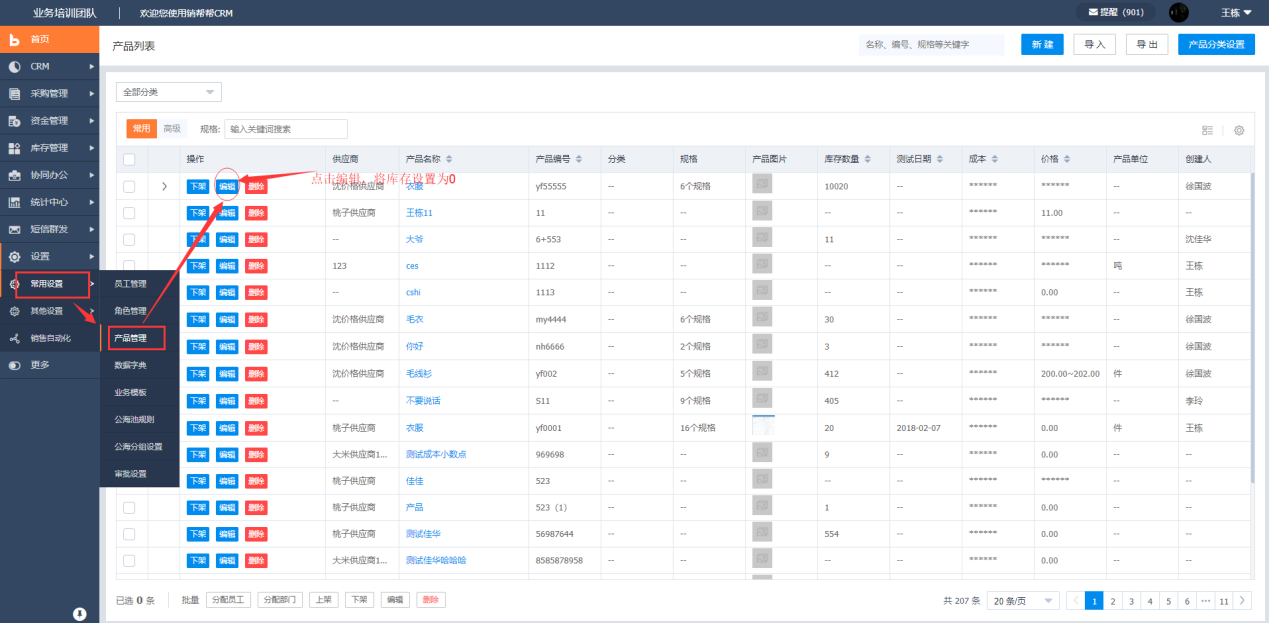 业务培训团队 欢迎您使用销帮帮CRM 提醒（901） 王栋
首页
CRM
采购管理
资金管理
库存管理
协同办公
统计中心
短信群发
设置
常用设置
其他设置
销售自动化
更多
员工管理
角色管理
产品管理
数据字典
业务模板
公海池规则
公海分组设置
审批设置
产品列表 名称、编号、规格等关键字 新 建 导 入 导 出 产品分类设置
全部分类
常用 高级 规格: 输入关键词搜索
操作 供应商 产品名称 产品编号 分类 规格 产品图片 库存数量 测试日期 成本 价格 产品单位 创建人
点击编辑，将库存设置为0
下架 编辑 删除 沈价格供应商 衣服 yf55555 -- 6个规格 10020 -- ****** ****** -- 徐国波
下架 编辑 删除 桃子供应商 王栋11 11 -- -- -- -- ****** 11.00 -- --
下架 编辑 删除 -- 大爷 6+553 -- -- 11 -- ****** ****** -- 沈佳华
下架 编辑 删除 123 ces 1112 -- -- -- -- ****** ****** 吨 王栋
下架 编辑 删除 -- cshi 1113 -- -- -- -- ****** 0.00 -- 王栋
下架 编辑 删除 沈价格供应商 毛衣 my4444 -- 6个规格 30 -- ****** ****** -- 徐国波
下架 编辑 删除 沈价格供应商 你好 nh6666 -- 2个规格 3 -- ****** ****** -- 徐国波
下架 编辑 删除 沈价格供应商 毛线衫 yf002 -- 5个规格 412 -- ****** 200.00~202.00 件 徐国波
下架 编辑 删除 -- 不要说话 S11 -- 9个规格 405 -- ****** ****** -- 李玲
下架 编辑 删除 桃子供应商 衣服 yf0001 -- 16个规格 20 2018-02-07 ****** 0.00 件 王栋
下架 编辑 删除 大米供应商1... 测试成本小数点 969698 -- -- 9 -- ****** 0.00 -- --
下架 编辑 删除 桃子供应商 佳佳 523 -- -- -- -- ****** ****** -- --
下架 编辑 删除 桃子供应商 产品 523（1） -- -- 1 -- ****** 0.00 -- --
下架 编辑 删除 桃子供应商 测试佳华 56987644 -- -- 554 -- ****** 0.00 -- --
下架 编辑 删除 大米供应商1... 测试佳华哈哈哈 8585878958 -- -- -- -- ****** 0.00 -- --
已选 0 条 批量 分配员工 分配部门 上架 下架 编辑 删除 共 207 条 20 条/页 1 2 3 4 5 6 ··· 11